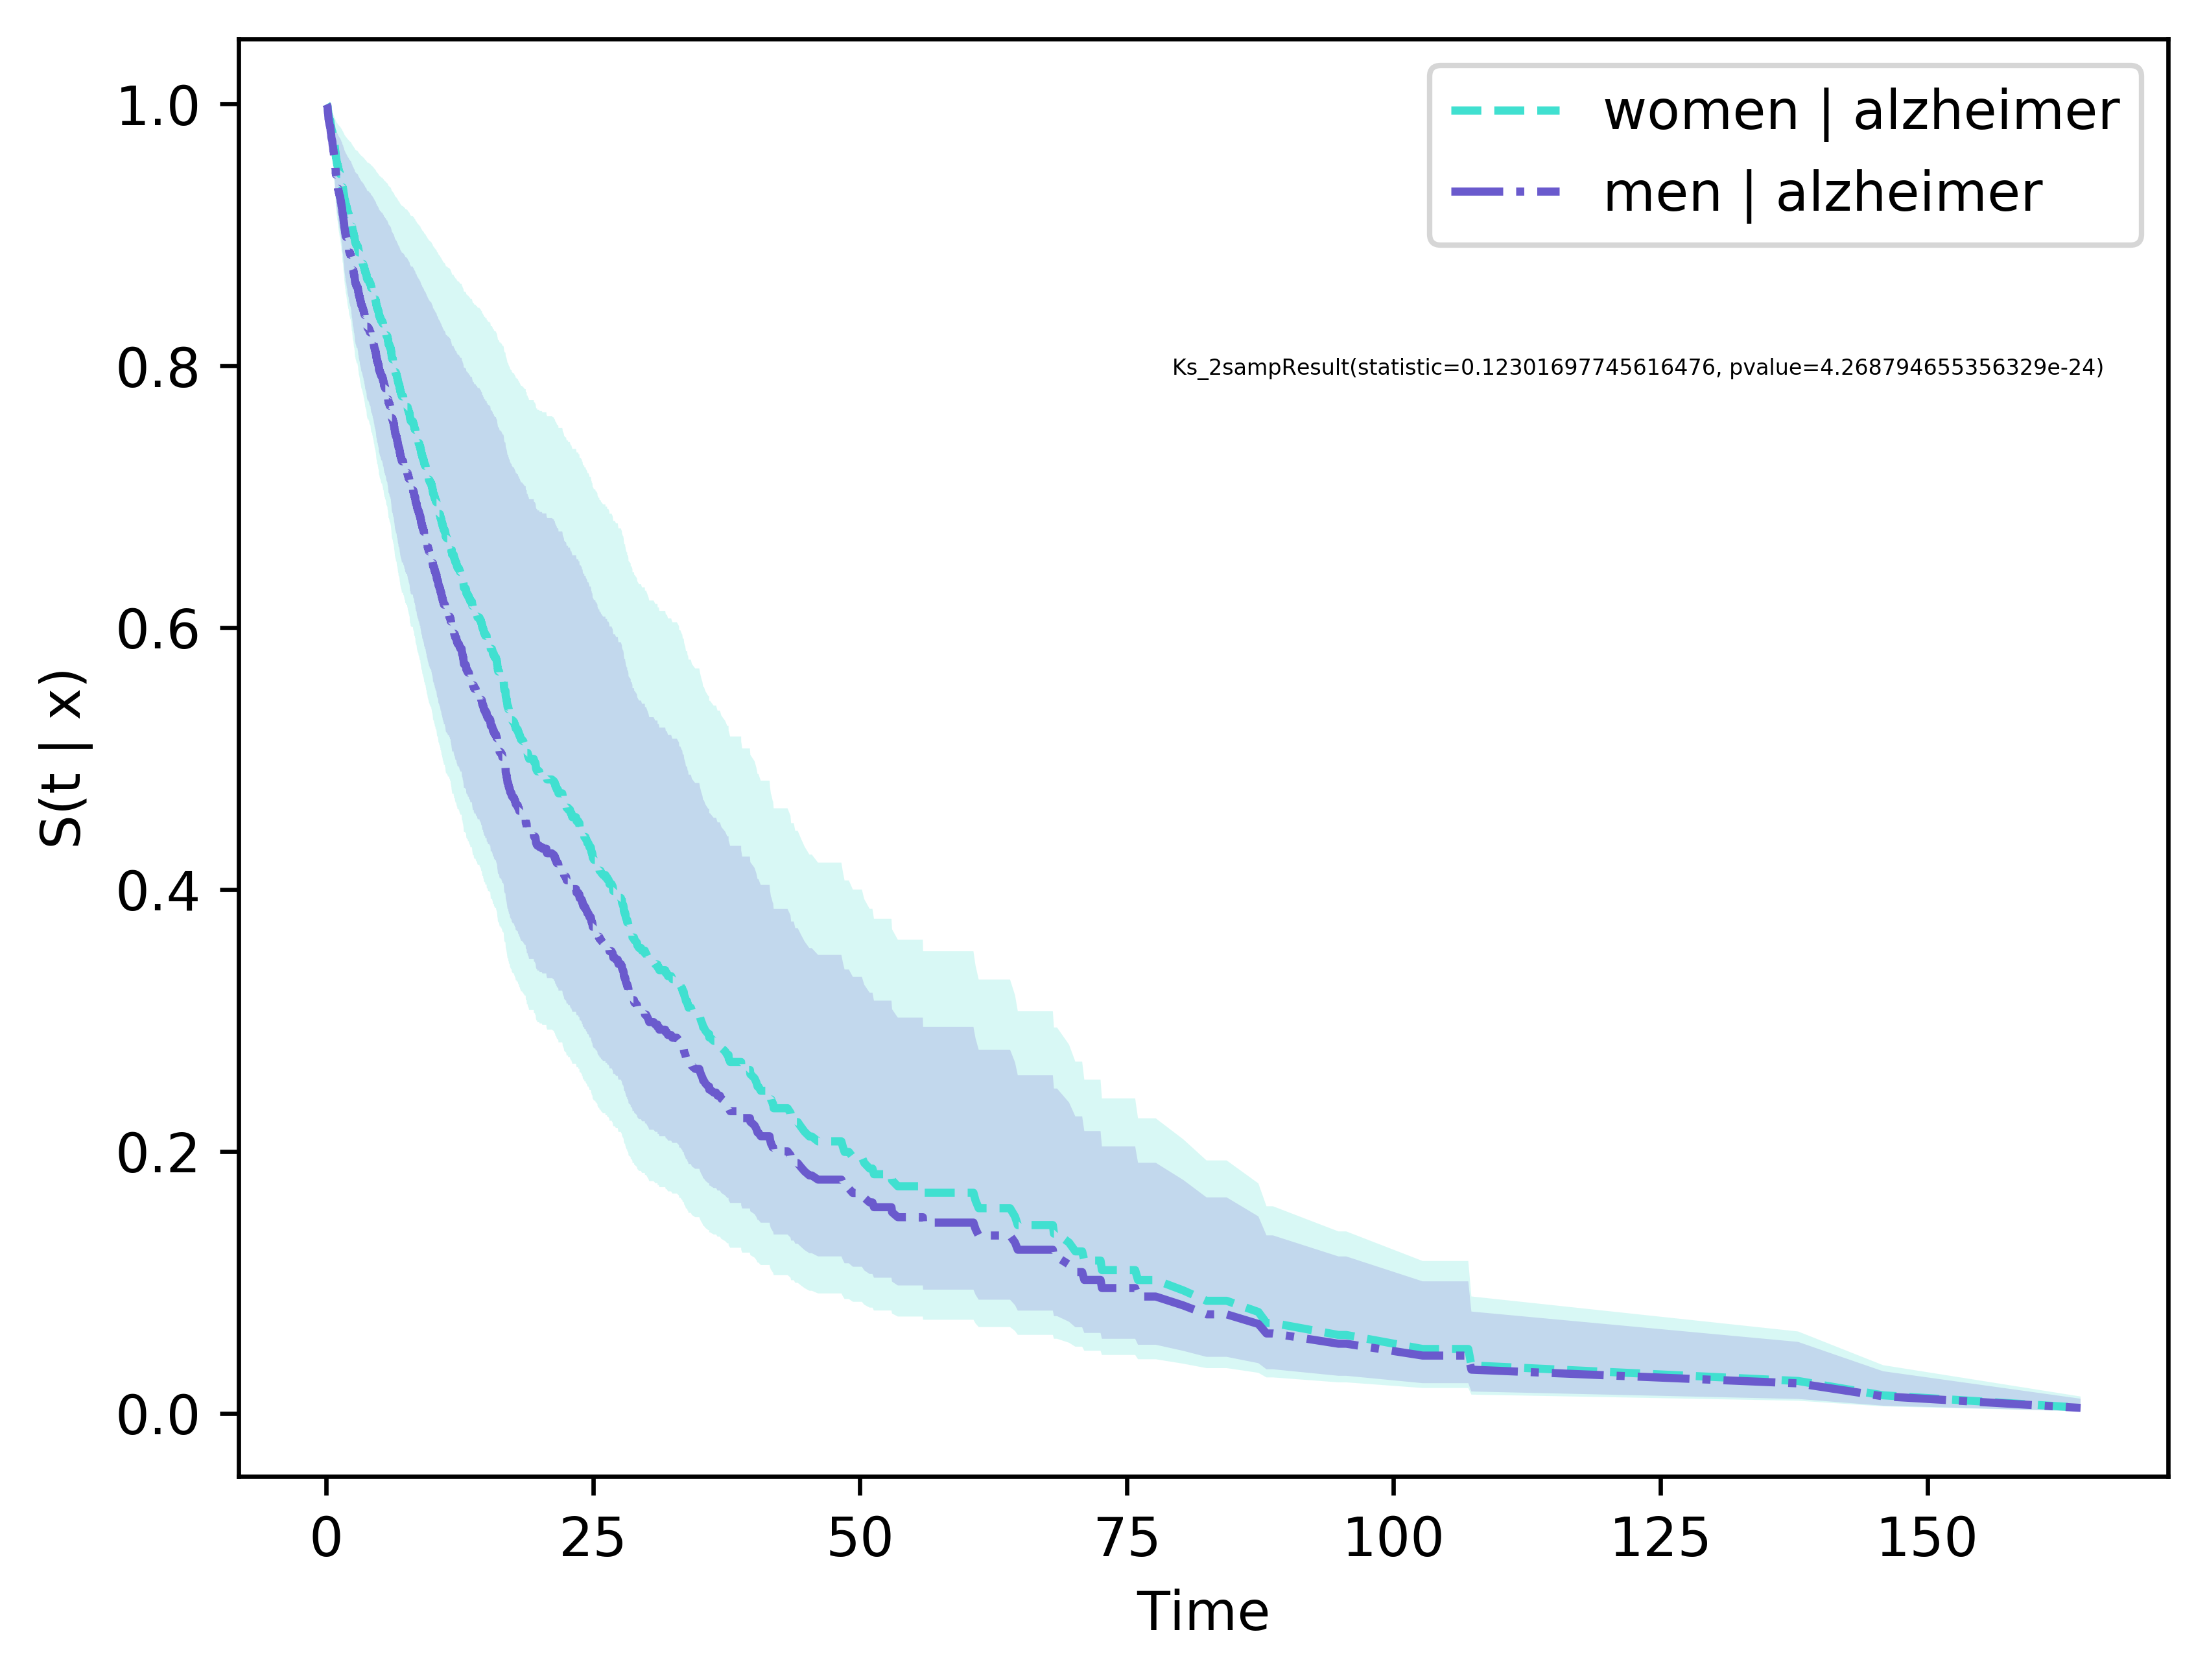 women | alzheimer
men | alzheimer
Ks_2sampResult(statistic=0.12301697745616476, pvalue=4.268794655356329e-24)
1.0
0.8
0.6
0.4
0.2
0.0
S(t | x)
0 25 50 75 100 125 150
Time